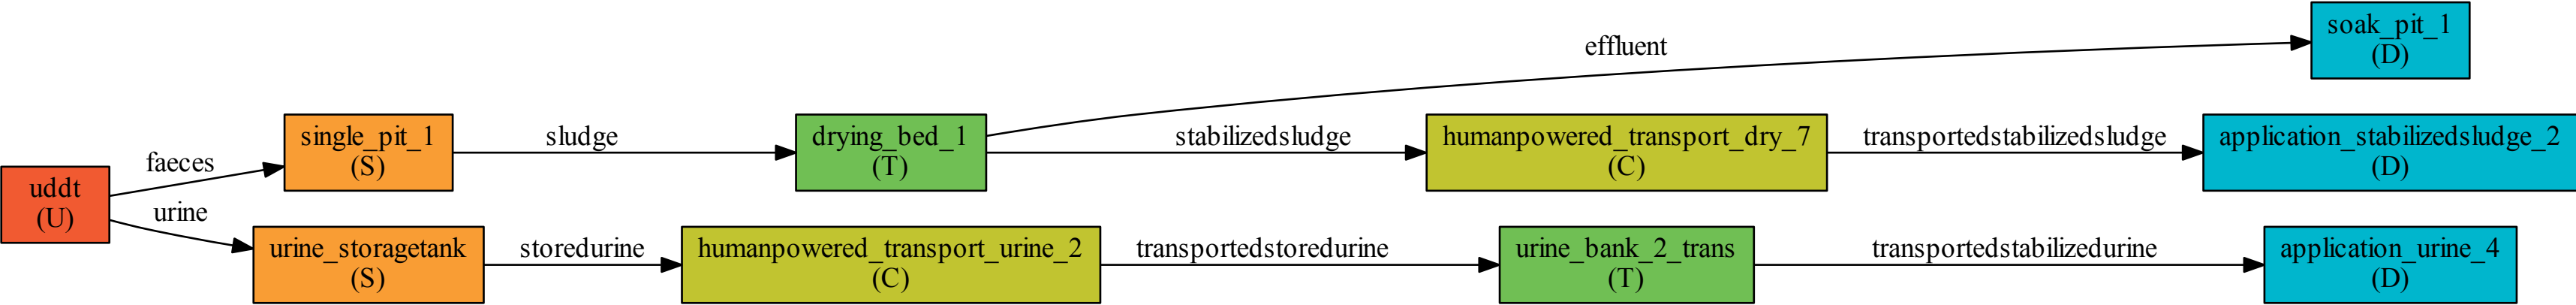 effluent
soak_pit_1
(D)
faeces
single_pit_1
(S)
sludge
drying_bed_1
(T)
stabilizedsludge
humanpowered_transport_dry_7
(C)
transportedstabilizedsludge
application_stabilizedsludge_2
(D)
uddt
(U)
urine
urine_storagetank
(S)
storedurine
humanpowered_transport_urine_2
(C)
transportedstoredurine
urine_bank_2_trans
(T)
transportedstabilizedurine
application_urine_4
(D)